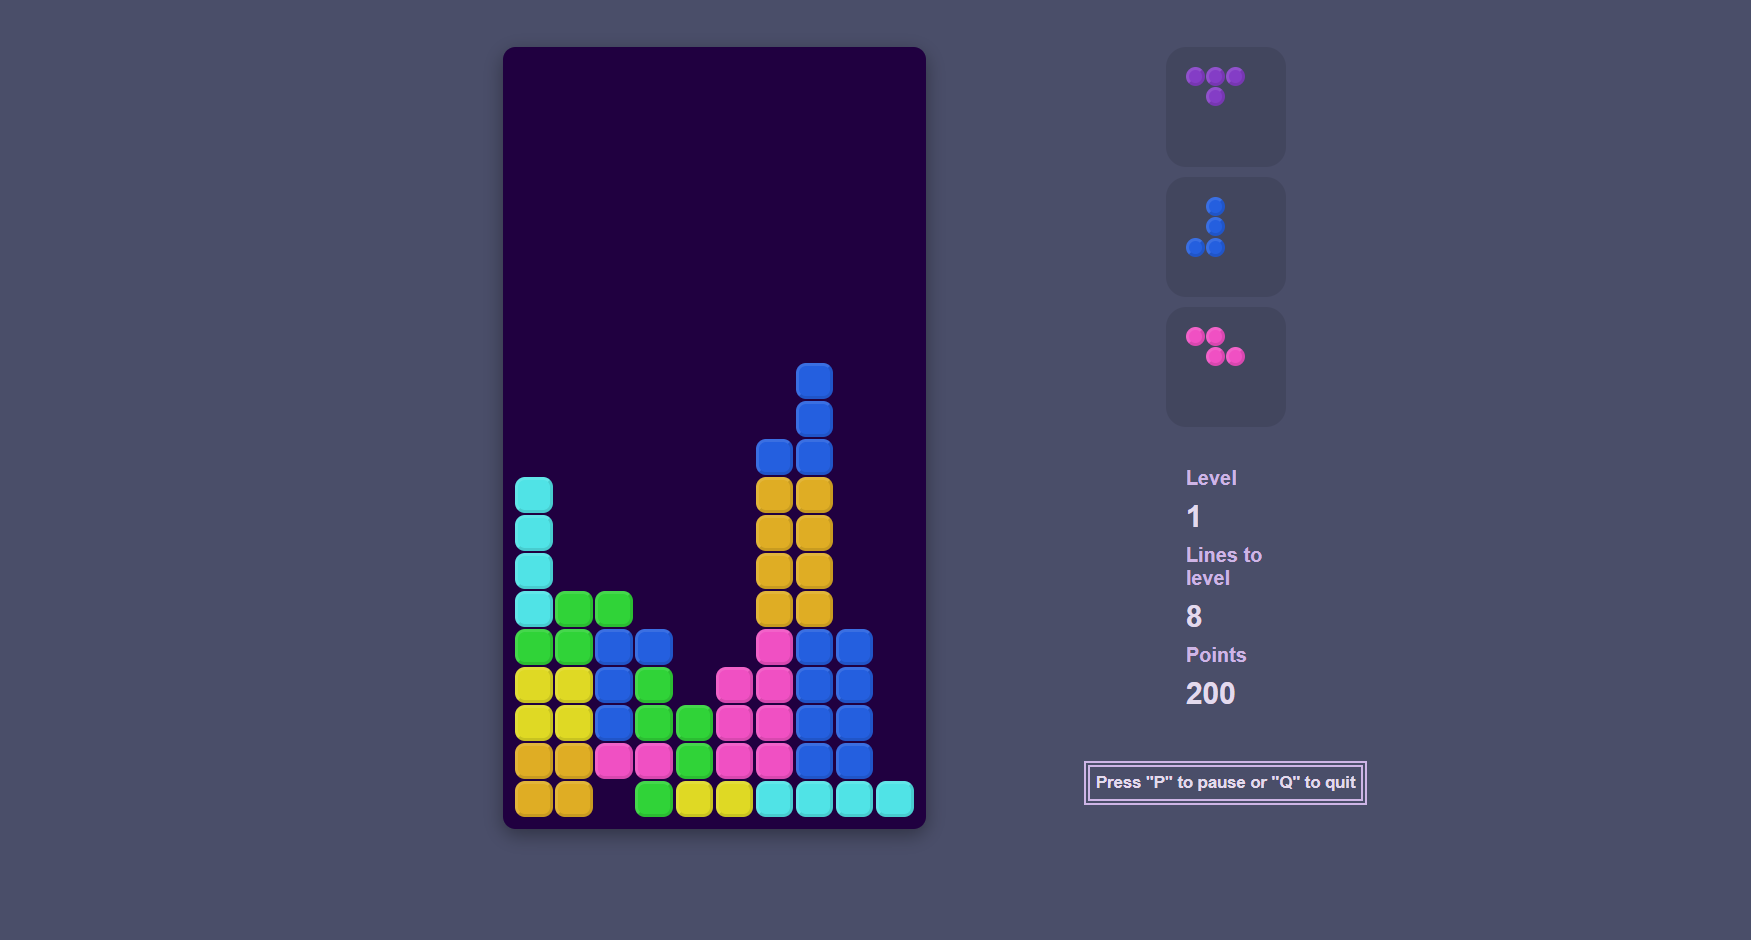 Level
1
Lines to
level
8
Points
200
Press "P" to pause or "Q" to quit